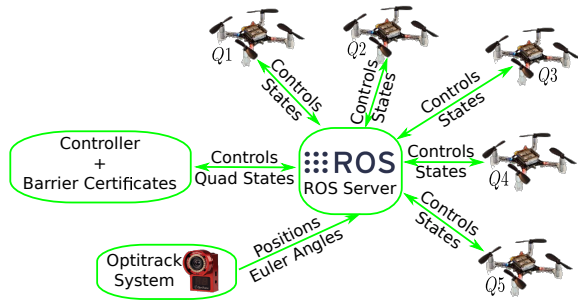 Q1
Q2
Q3
Controls
States
Controls
States
Controls
States
Controller
+
Barrier Certificates
Controls
Quad States
ROS
ROS Server
Controls
States
Q4
Optitrack
System
Positions
Euler Angles
Controls
States
Q5